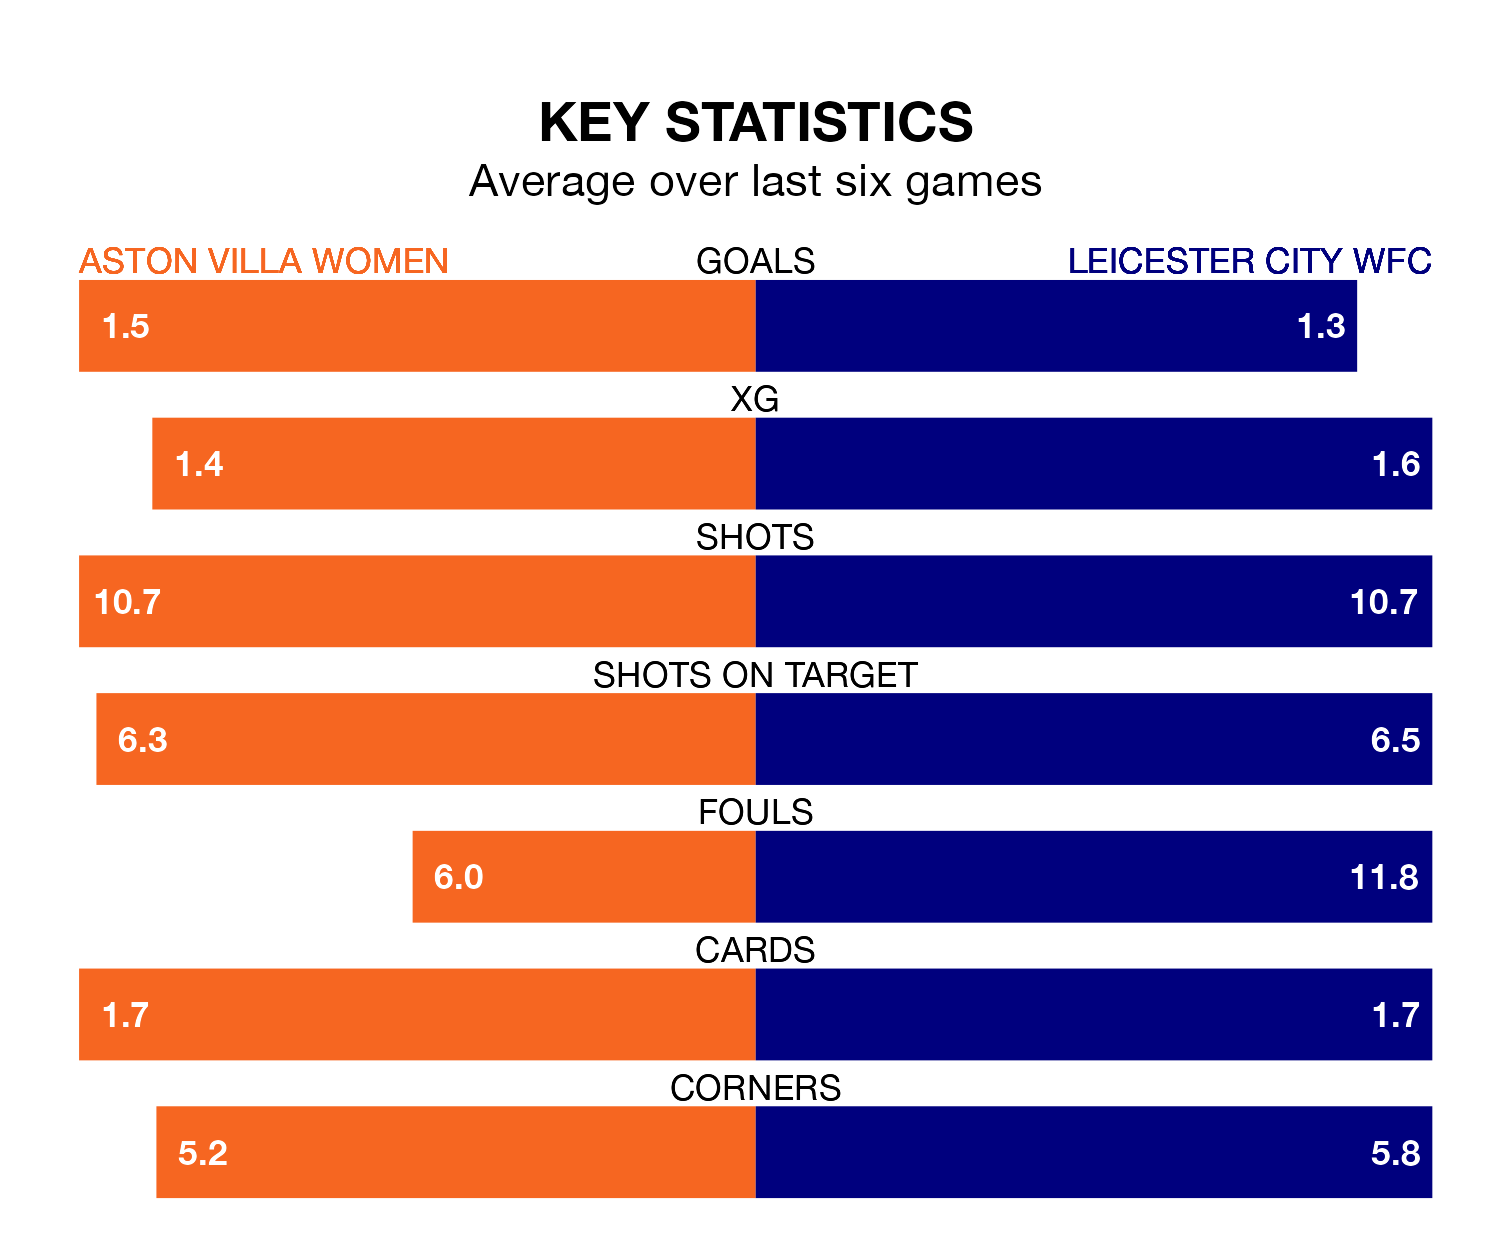 KEY STATISTICS
Average over last six games
ASTON VILLA WOMEN GOALS LEICESTER CITY WFC
1.5 1.3
XG
1.4 1.6
SHOTS
10.7 10.7
SHOTS ON TARGET
6.3 6.5
FOULS
6.0 11.8
CARDS
1.7 1.7
CORNERS
5.2 5.8